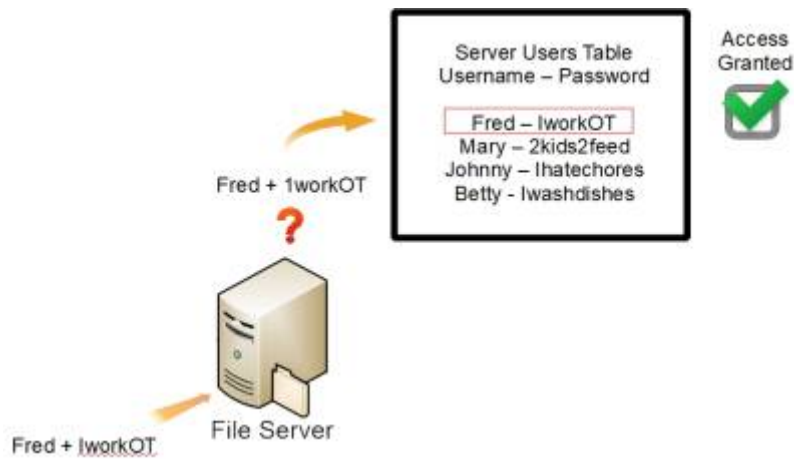 Server Users Table
Username – Password
Fred – IworkOT
Mary – 2kids2feed
Johnny – Ihatechores
Betty - Iwashdishes
Access
Granted
Fred + 1workOT
?
File Server
Fred + IworkOT